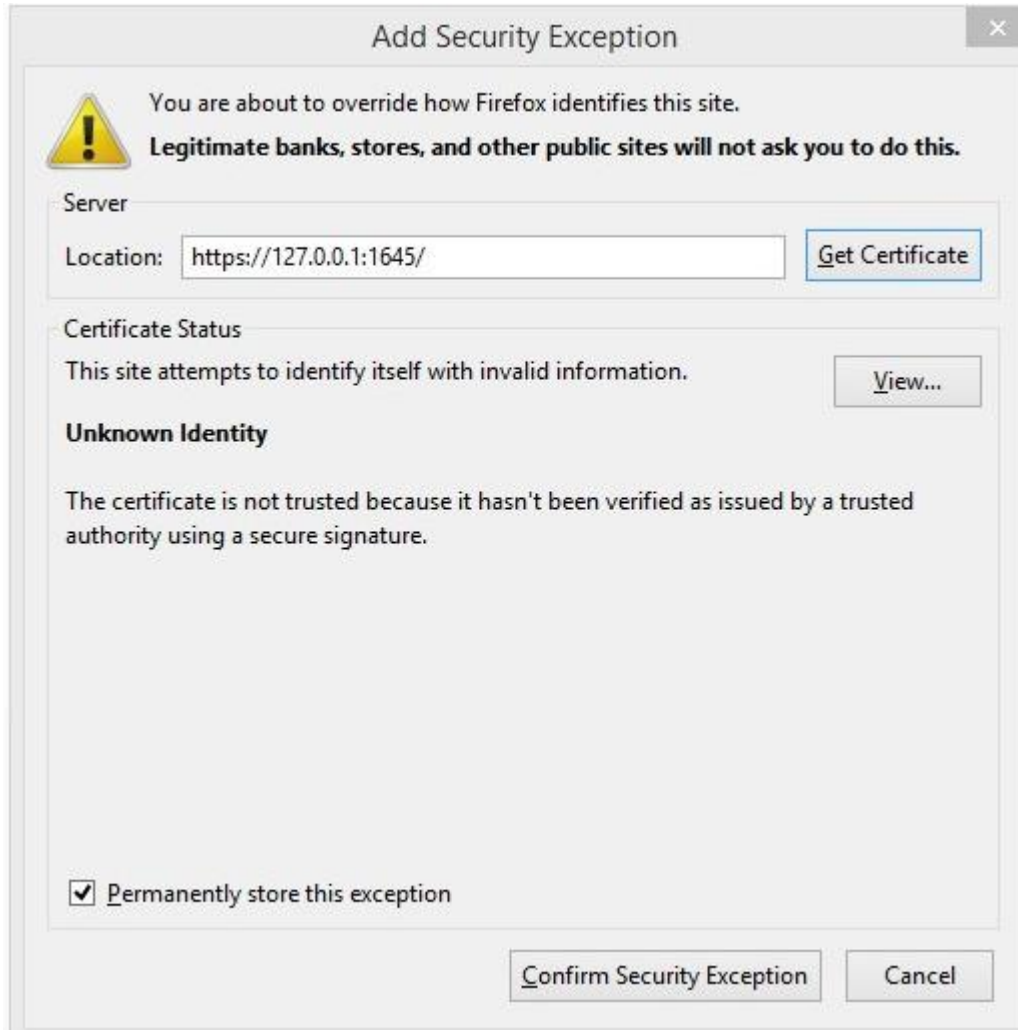 Add Security Exception
You are about to override how Firefox identifies this site.
Legitimate banks, stores, and other public sites will not ask you to do this.
Server
Location: https://127.0.0.1:1645/ Get Certificate
Certificate Status
This site attempts to identify itself with invalid information.
View...
Unknown Identity
The certificate is not trusted because it hasn't been verified as issued by a trusted
authority using a secure signature.
Permanently store this exception
Confirm Security Exception Cancel